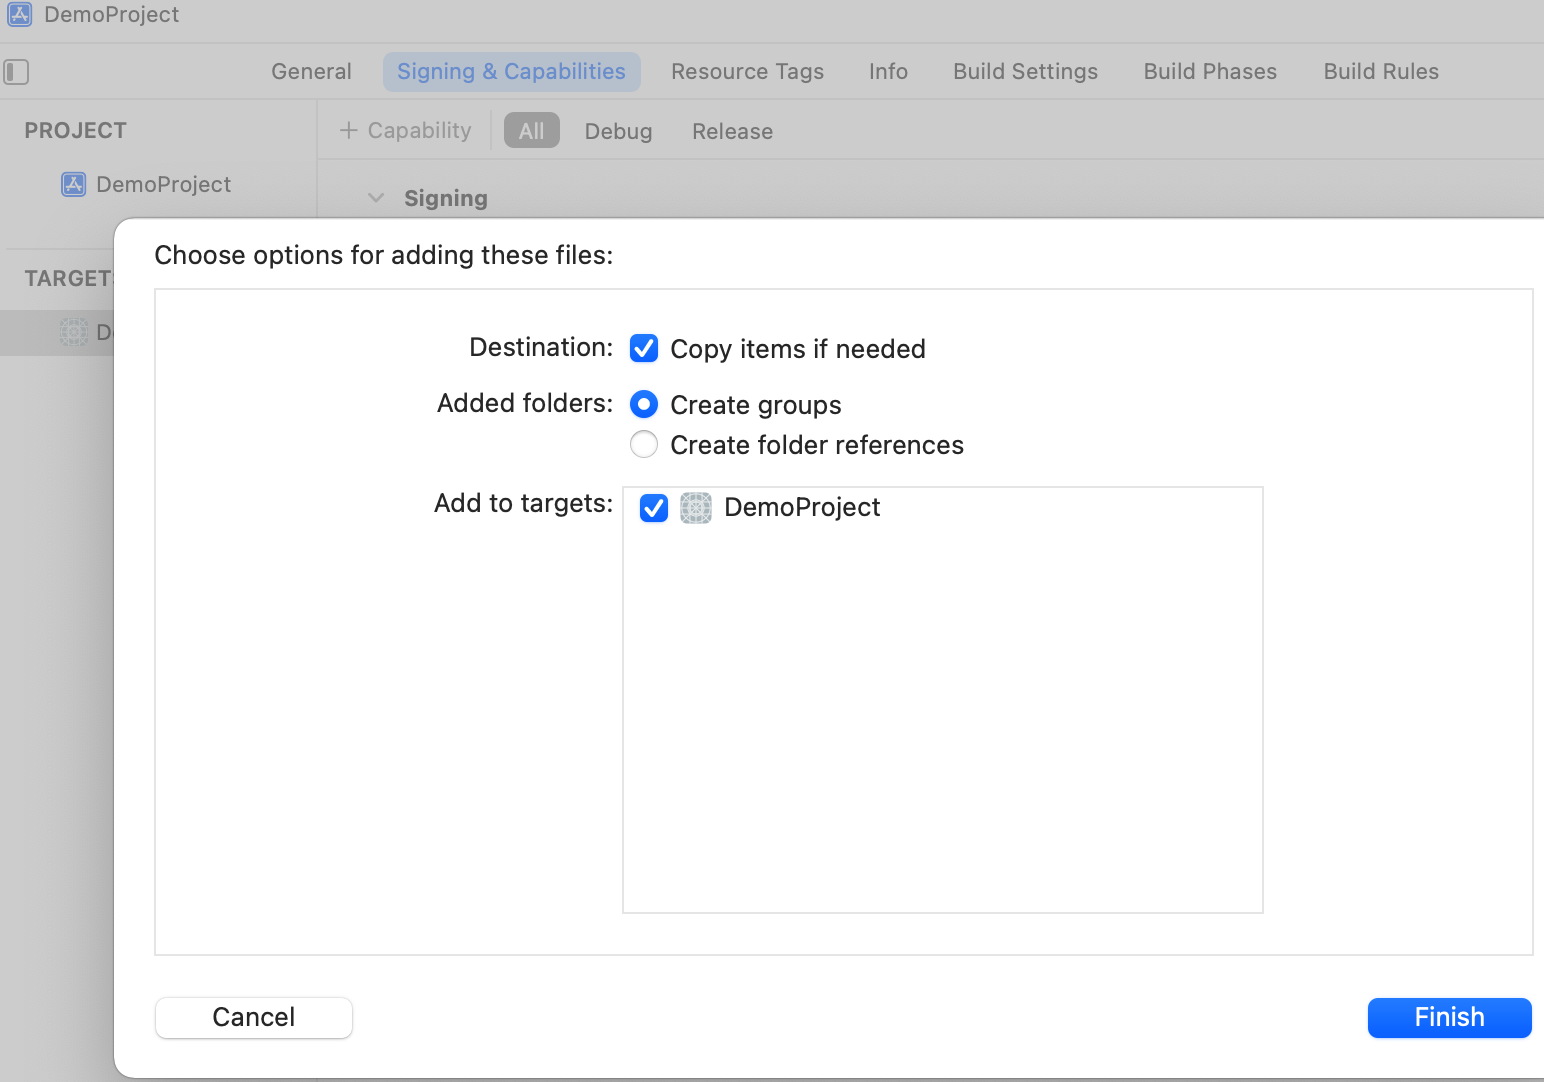 DemoProject
General Signing & Capabilities Resource Tags Info Build Settings Build Phases Build Rules
PROJECT
+ Capability All Debug Release
DemoProject
Signing
Choose options for adding these files:
TARGETS
Destination: Copy items if needed
Added folders: Create groups
Create folder references
Add to targets: DemoProject
Cancel Finish